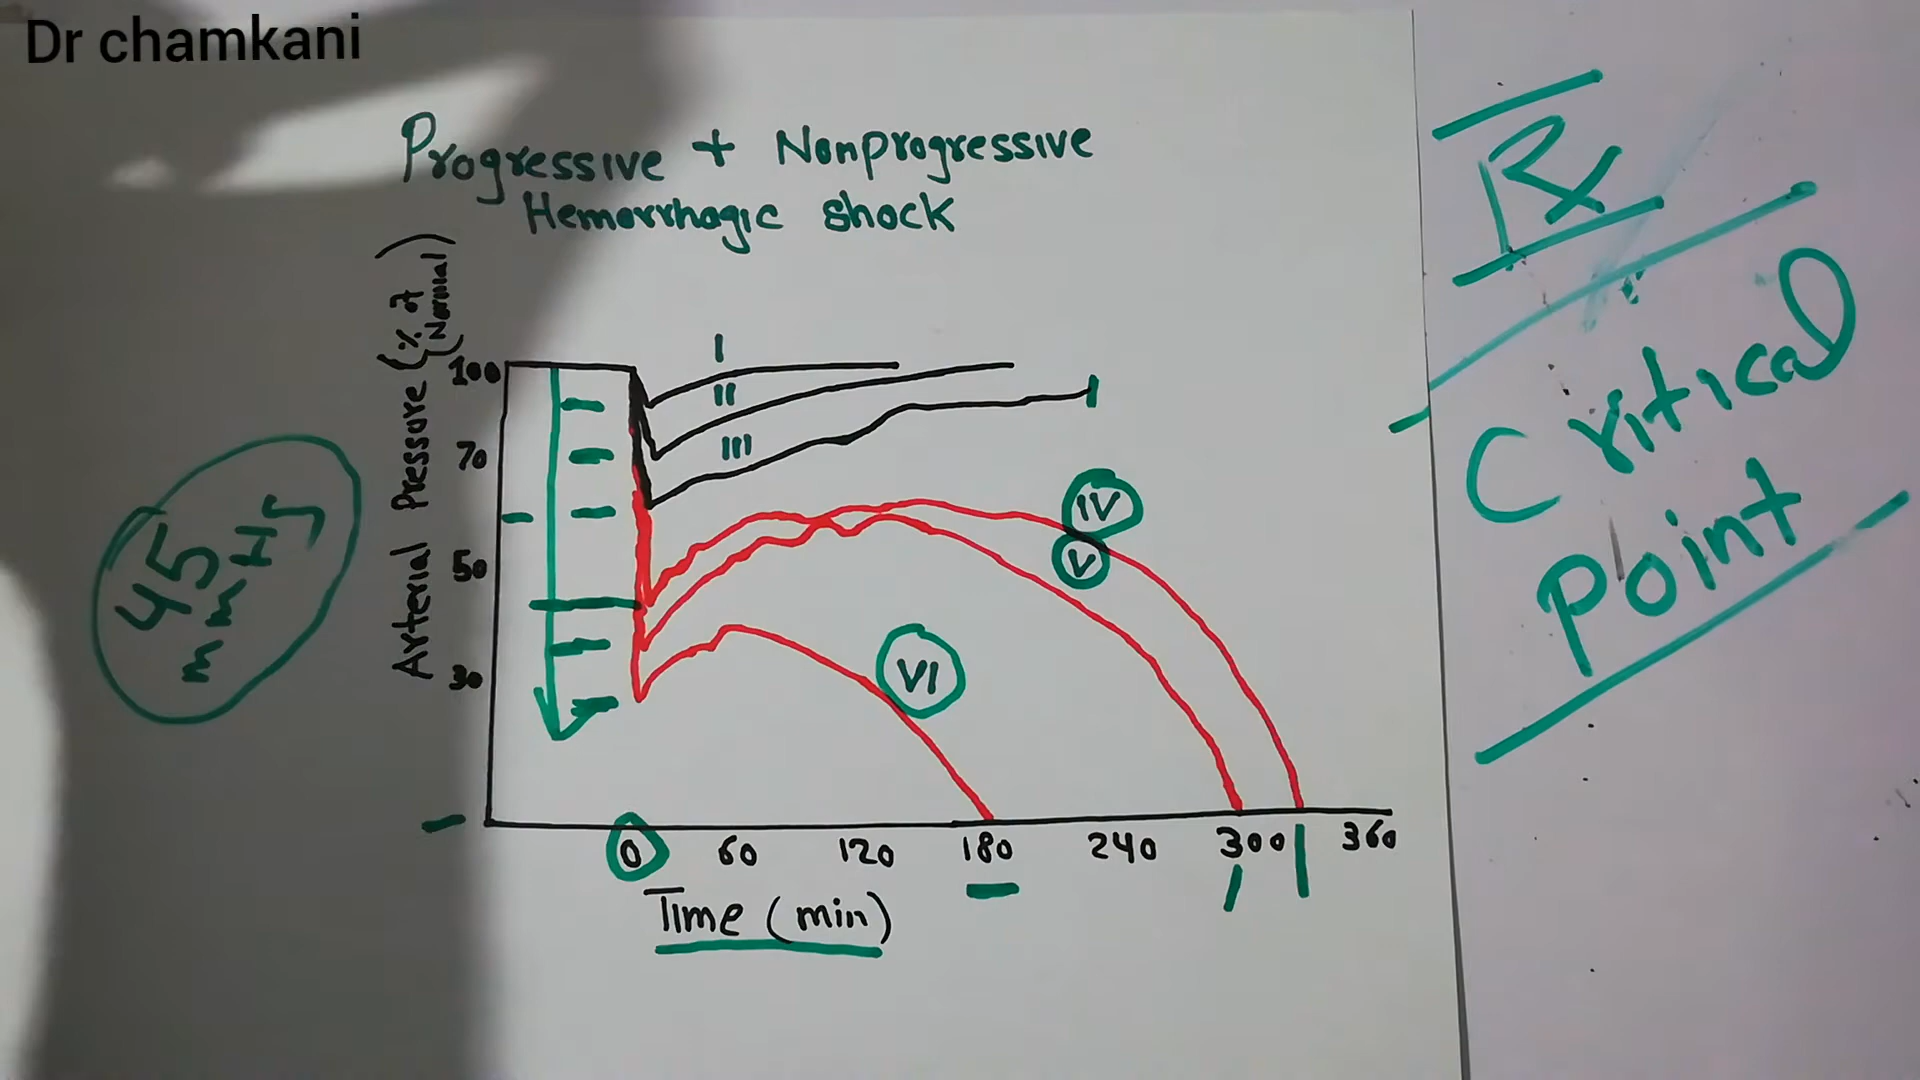 Dr chamkani
Progressive + Nonprogressive
Hemorrhagic shock
Rx
Critical
Point
45
mmHg
Arterial Pressure (% of
Normal)
100
70
50
30
I
II
III
IV
V
VI
0 60 120 180 240 300 360
Time (min)